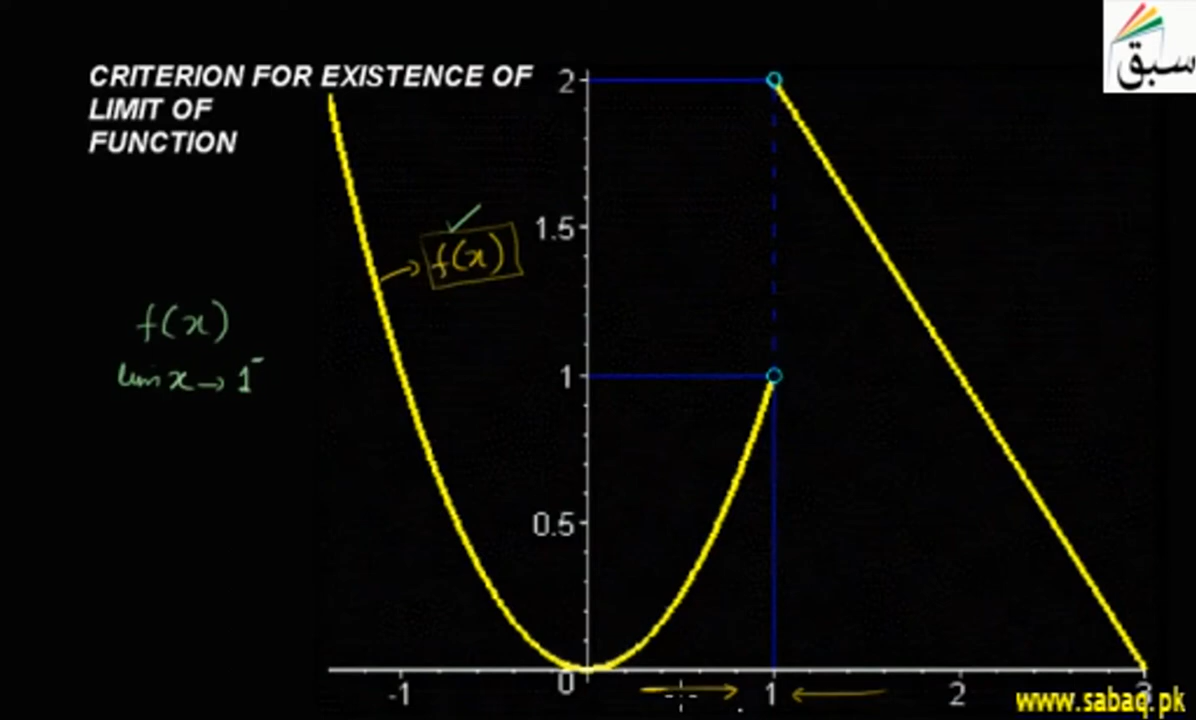 سبق
CRITERION FOR EXISTENCE OF
LIMIT OF
FUNCTION
2
1.5
f(x)
f(x)
lim x → 1⁻
1
0.5
0
-1
1
2
3
www.sabaq.pk